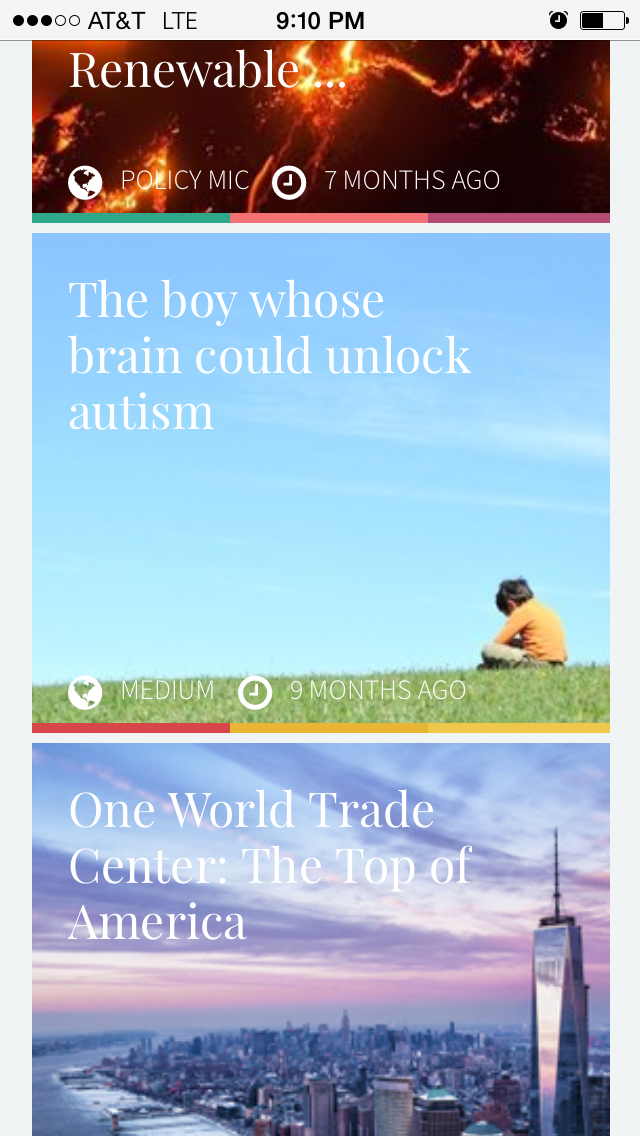 AT&T LTE 9:10 PM
Renewable ...
POLICY MIC 7 MONTHS AGO
The boy whose
brain could unlock
autism
MEDIUM 9 MONTHS AGO
One World Trade
Center: The Top of
America